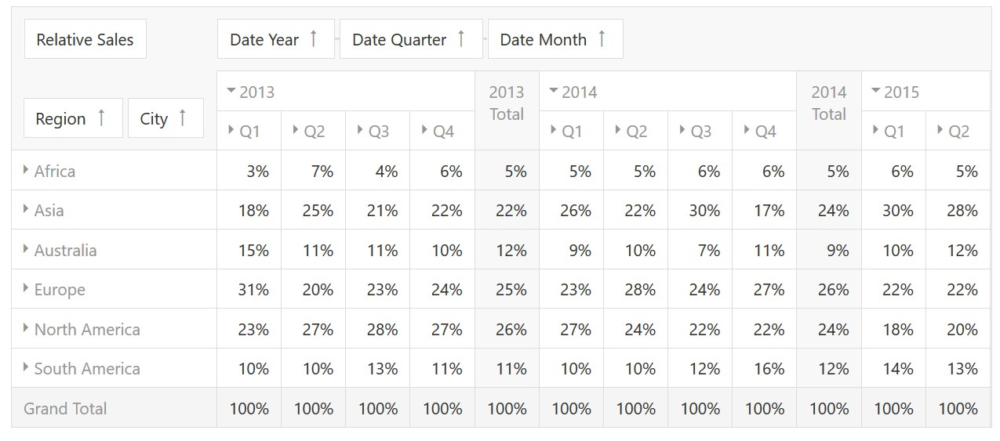 Relative Sales Date Year ↑ Date Quarter ↑ Date Month ↑
Region ↑ City ↑
2013 2013 Total 2014 2014 Total 2015
Q1 Q2 Q3 Q4 Q1 Q2 Q3 Q4 Q1 Q2
Africa 3% 7% 4% 6% 5% 5% 5% 6% 6% 5% 6% 5%
Asia 18% 25% 21% 22% 22% 26% 22% 30% 17% 24% 30% 28%
Australia 15% 11% 11% 10% 12% 9% 10% 7% 11% 9% 10% 12%
Europe 31% 20% 23% 24% 25% 23% 28% 24% 27% 26% 22% 22%
North America 23% 27% 28% 27% 26% 27% 24% 22% 22% 24% 18% 20%
South America 10% 10% 13% 11% 11% 10% 10% 12% 16% 12% 14% 13%
Grand Total 100% 100% 100% 100% 100% 100% 100% 100% 100% 100% 100% 100%